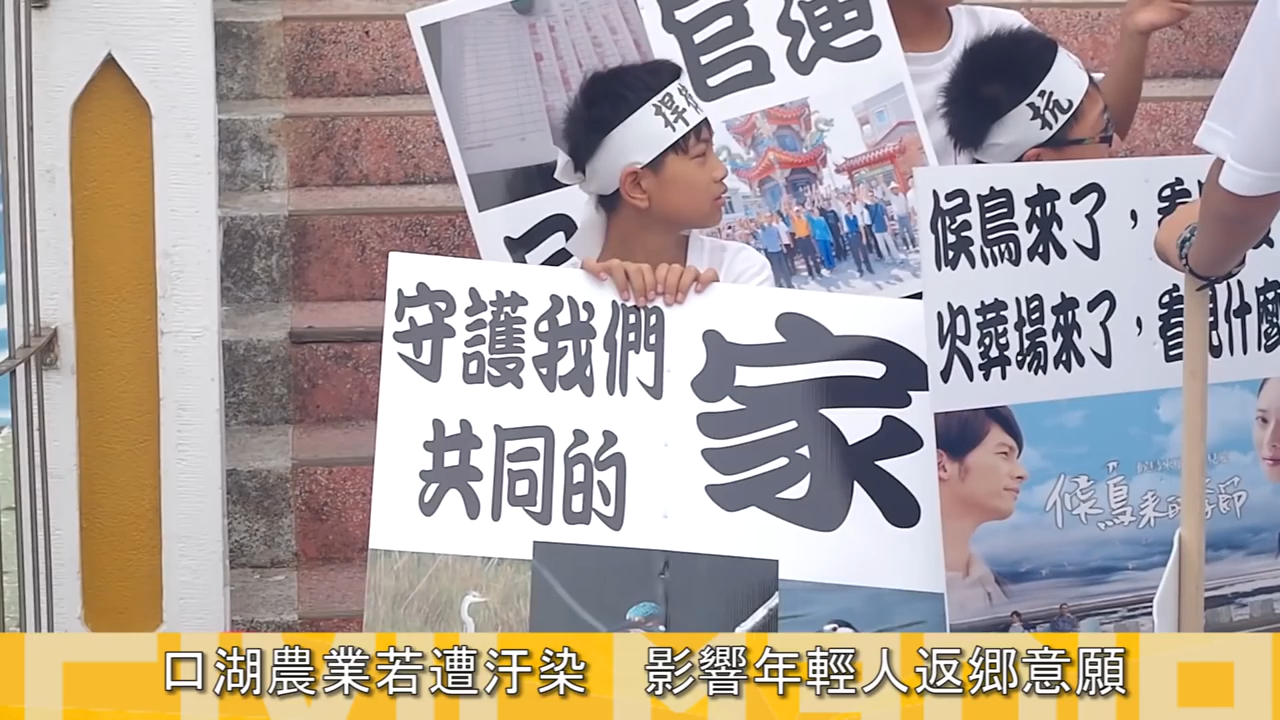 官
捍
抗
候鳥來了，看
火葬場來了，看見什麼
守護我們
共同的
家
候鳥來的季節
口湖農業若遭汙染 影響年輕人返鄉意願